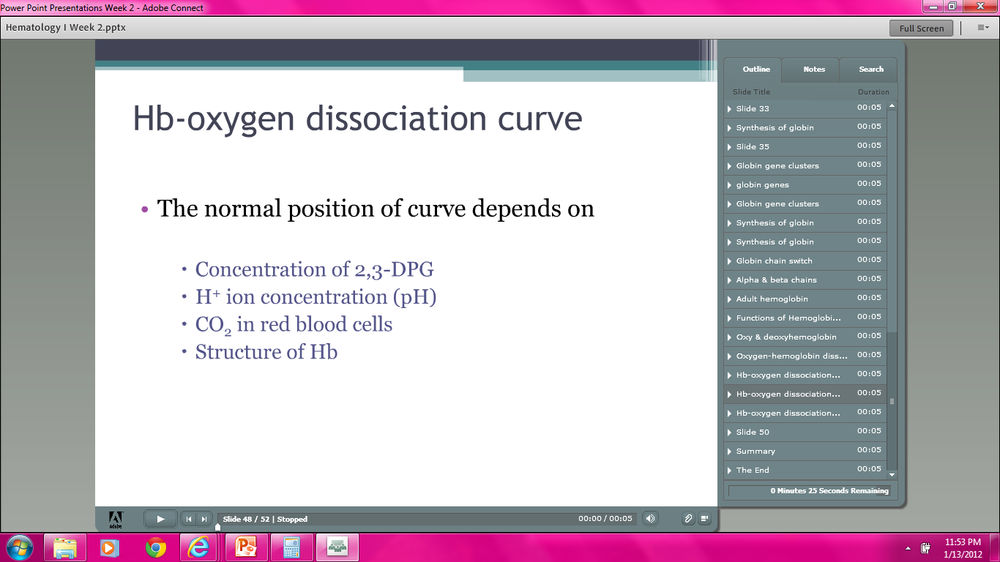 Power Point Presentations Week 2 - Adobe Connect
Hematology I Week 2.pptx
Full Screen
Hb-oxygen dissociation curve
• The normal position of curve depends on
• Concentration of 2,3-DPG
• H⁺ ion concentration (pH)
• CO₂ in red blood cells
• Structure of Hb
Outline Notes Search
Slide Title Duration
Slide 33 00:05
Synthesis of globin 00:05
Slide 35 00:05
Globin gene clusters 00:05
globin genes 00:05
Globin gene clusters 00:05
Synthesis of globin 00:05
Synthesis of globin 00:05
Globin chain switch 00:05
Alpha & beta chains 00:05
Adult hemoglobin 00:05
Functions of Hemoglobi... 00:05
Oxy & deoxyhemoglobin 00:05
Oxygen-hemoglobin diss... 00:05
Hb-oxygen dissociation... 00:05
Hb-oxygen dissociation... 00:05
Hb-oxygen dissociation... 00:05
Slide 50 00:05
Summary 00:05
The End 00:05
0 Minutes 25 Seconds Remaining
Adobe
Slide 48 / 52 | Stopped 00:00 / 00:05
11:53 PM
1/13/2012